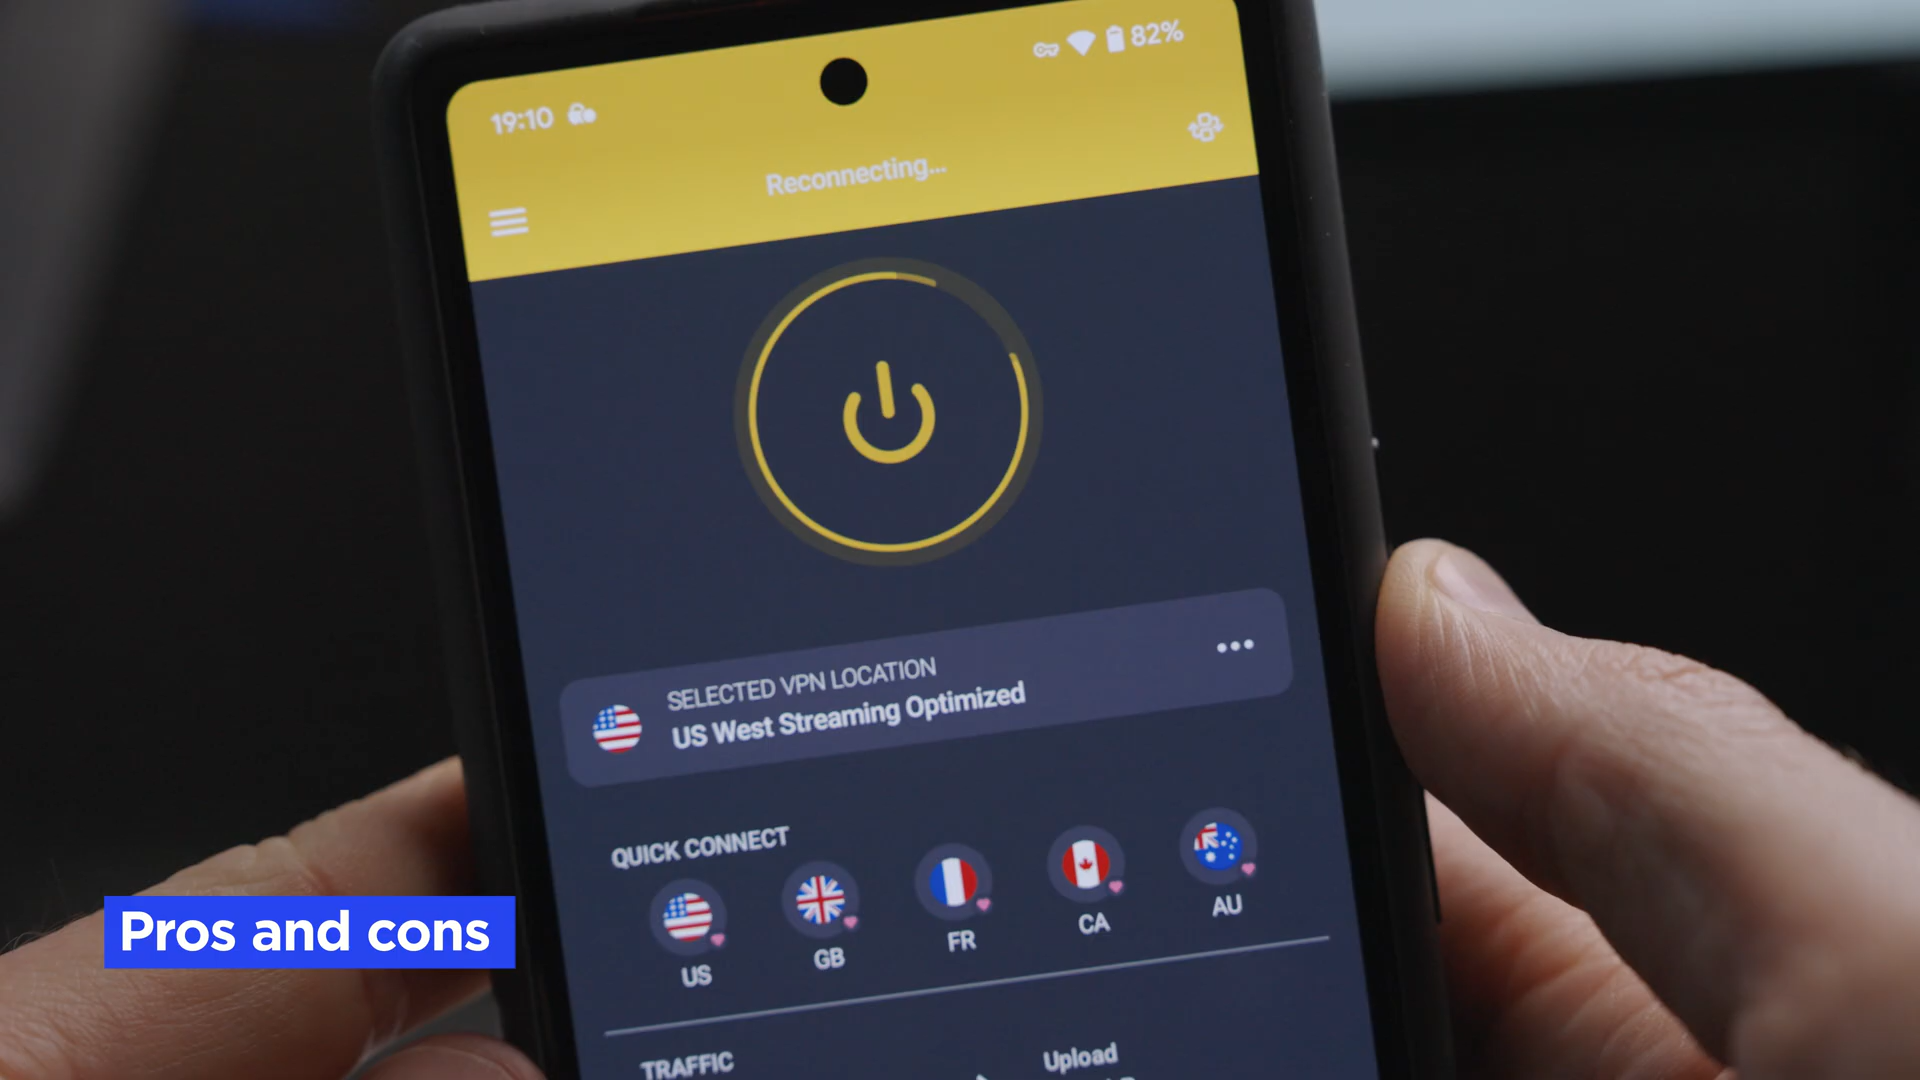 19:10
82%
Reconnecting...
SELECTED VPN LOCATION
US West Streaming Optimized
QUICK CONNECT
US
GB
FR
CA
AU
Pros and cons
TRAFFIC
Upload